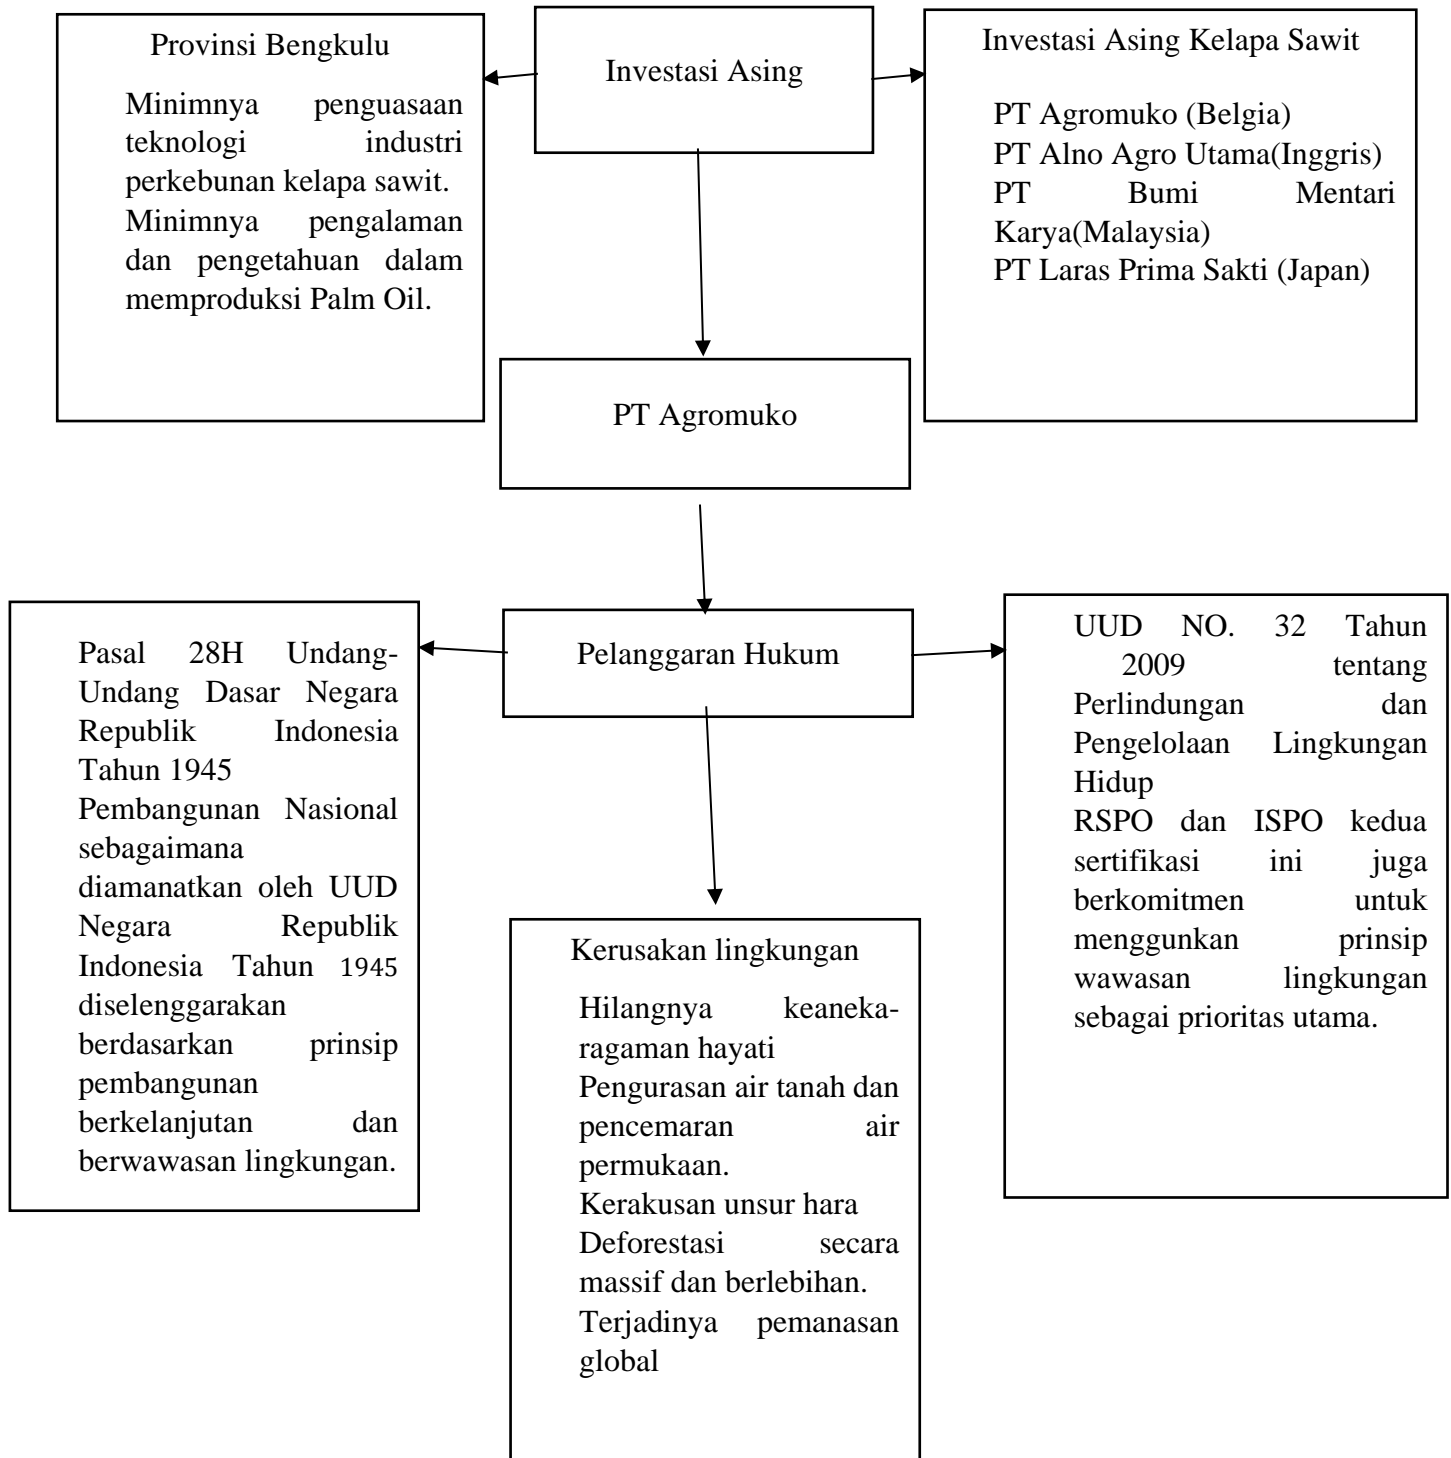 Provinsi Bengkulu
Minimnya penguasaan
teknologi industri
perkebunan kelapa sawit.
Minimnya pengalaman
dan pengetahuan dalam
memproduksi Palm Oil.
Investasi Asing
Investasi Asing Kelapa Sawit
PT Agromuko (Belgia)
PT Alno Agro Utama(Inggris)
PT Bumi Mentari
Karya(Malaysia)
PT Laras Prima Sakti (Japan)
PT Agromuko
Pasal 28H Undang-
Undang Dasar Negara
Republik Indonesia
Tahun 1945
Pembangunan Nasional
sebagaimana
diamanatkan oleh UUD
Negara Republik
Indonesia Tahun 1945
diselenggarakan
berdasarkan prinsip
pembangunan
berkelanjutan dan
berwawasan lingkungan.
Pelanggaran Hukum
UUD NO. 32 Tahun
2009 tentang
Perlindungan dan
Pengelolaan Lingkungan
Hidup
RSPO dan ISPO kedua
sertifikasi ini juga
berkomitmen untuk
menggunkan prinsip
wawasan lingkungan
sebagai prioritas utama.
Kerusakan lingkungan
Hilangnya keaneka-
ragaman hayati
Pengurasan air tanah dan
pencemaran air
permukaan.
Kerakusan unsur hara
Deforestasi secara
massif dan berlebihan.
Terjadinya pemanasan
global